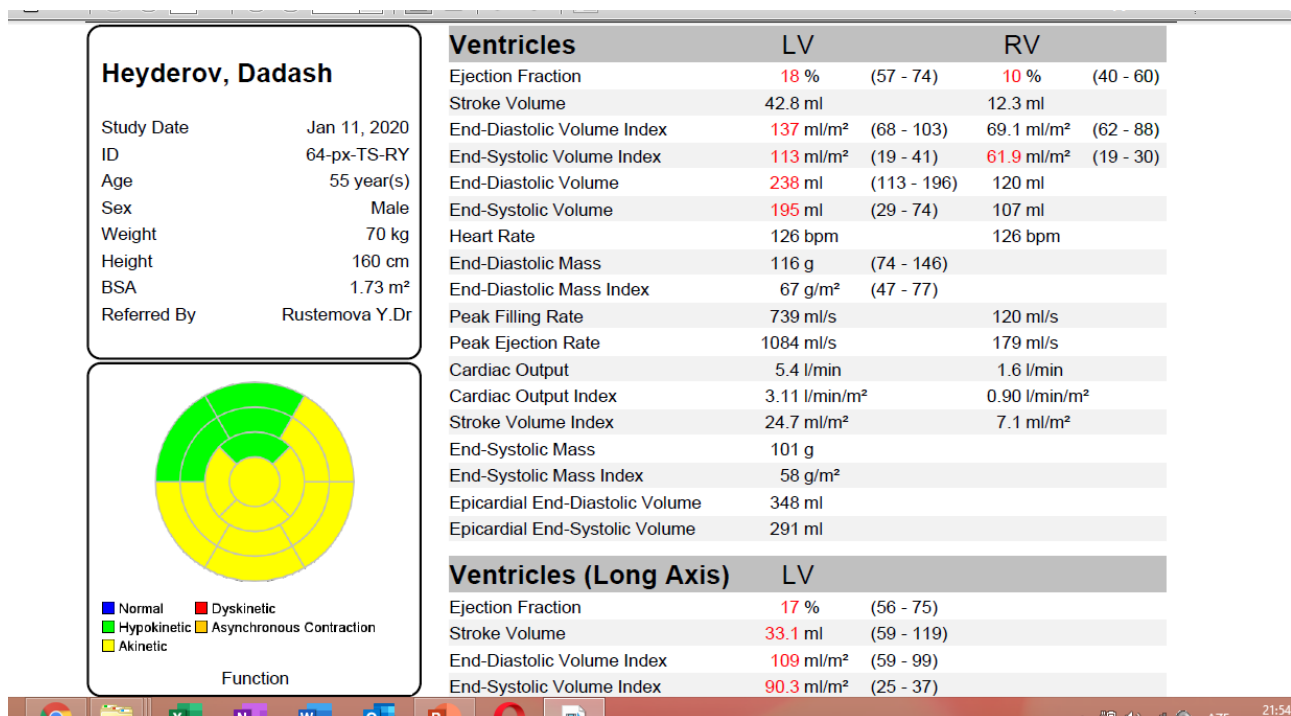 Heyderov, Dadash
Study Date Jan 11, 2020
ID 64-px-TS-RY
Age 55 year(s)
Sex Male
Weight 70 kg
Height 160 cm
BSA 1.73 m²
Referred By Rustemova Y.Dr
Normal Dyskinetic
Hypokinetic Asynchronous Contraction
Akinetic
Function
Ventricles LV RV
Ejection Fraction 18 % (57 - 74) 10 % (40 - 60)
Stroke Volume 42.8 ml 12.3 ml
End-Diastolic Volume Index 137 ml/m² (68 - 103) 69.1 ml/m² (62 - 88)
End-Systolic Volume Index 113 ml/m² (19 - 41) 61.9 ml/m² (19 - 30)
End-Diastolic Volume 238 ml (113 - 196) 120 ml
End-Systolic Volume 195 ml (29 - 74) 107 ml
Heart Rate 126 bpm 126 bpm
End-Diastolic Mass 116 g (74 - 146)
End-Diastolic Mass Index 67 g/m² (47 - 77)
Peak Filling Rate 739 ml/s 120 ml/s
Peak Ejection Rate 1084 ml/s 179 ml/s
Cardiac Output 5.4 l/min 1.6 l/min
Cardiac Output Index 3.11 l/min/m² 0.90 l/min/m²
Stroke Volume Index 24.7 ml/m² 7.1 ml/m²
End-Systolic Mass 101 g
End-Systolic Mass Index 58 g/m²
Epicardial End-Diastolic Volume 348 ml
Epicardial End-Systolic Volume 291 ml
Ventricles (Long Axis) LV
Ejection Fraction 17 % (56 - 75)
Stroke Volume 33.1 ml (59 - 119)
End-Diastolic Volume Index 109 ml/m² (59 - 99)
End-Systolic Volume Index 90.3 ml/m² (25 - 37)
21:54